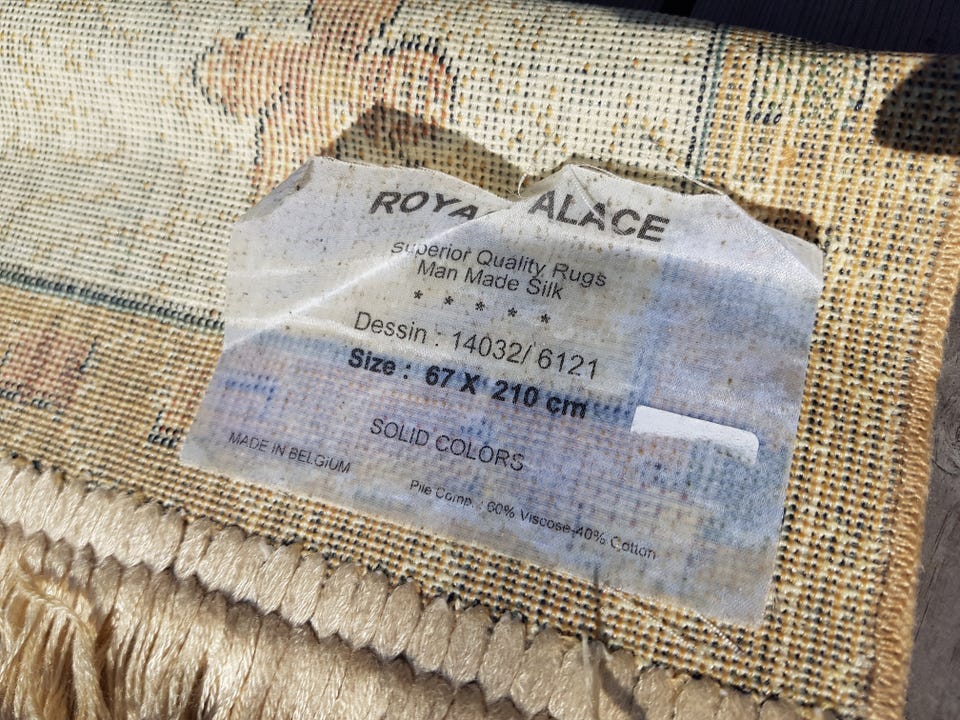 ROYA ALACE
Superior Quality Rugs
Man Made Silk
* * * * *
Dessin : 14032/ 6121
Size : 67 X 210 cm
SOLID COLORS
MADE IN BELGIUM
Pile Comp. : 60% Viscose-40% Cotton